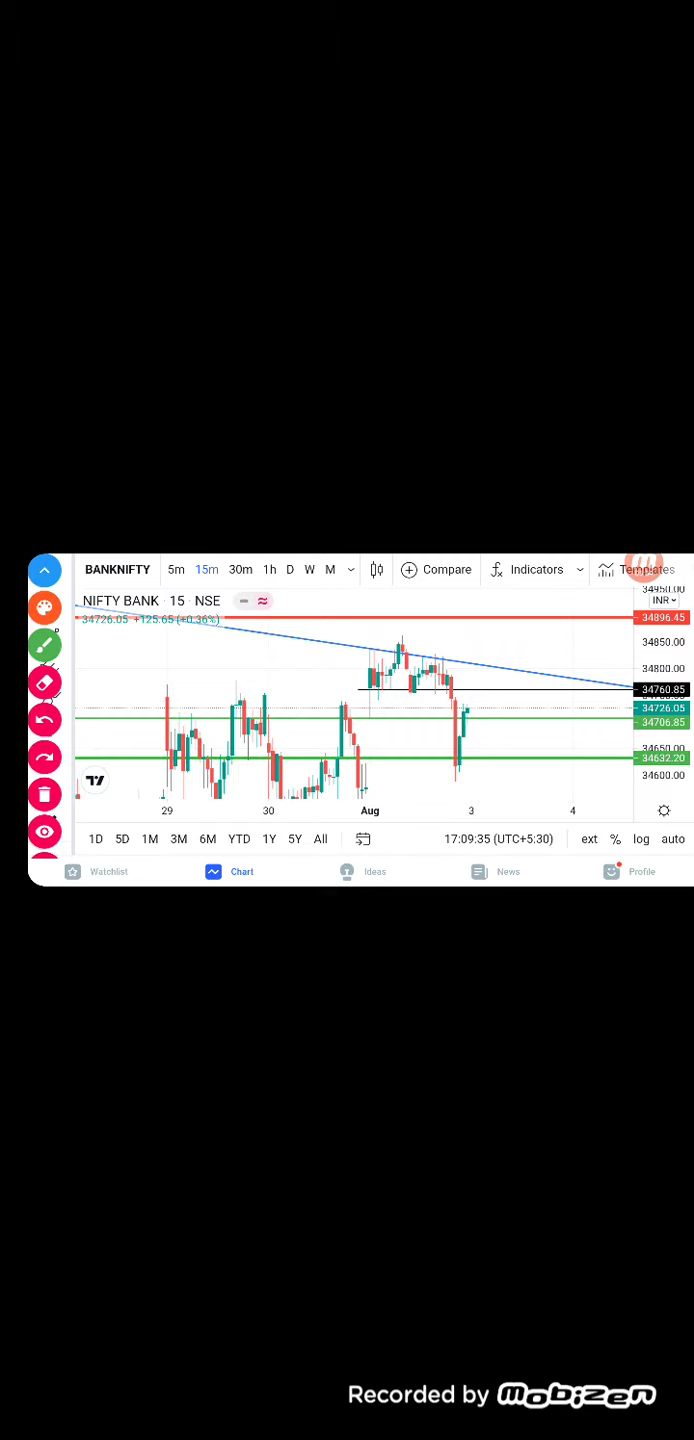 BANKNIFTY 5m 15m 30m 1h D W M Compare Indicators Templates
34950.00
NIFTY BANK · 15 · NSE INR
34726.05 +125.65 (+0.36%) 34896.45
34850.00
34800.00
34760.85
34726.05
34706.85
34650.00
34632.20
34600.00
29 30 Aug 3 4
1D 5D 1M 3M 6M YTD 1Y 5Y All 17:09:35 (UTC+5:30) ext % log auto
Watchlist Chart Ideas News Profile
Recorded by mobizen